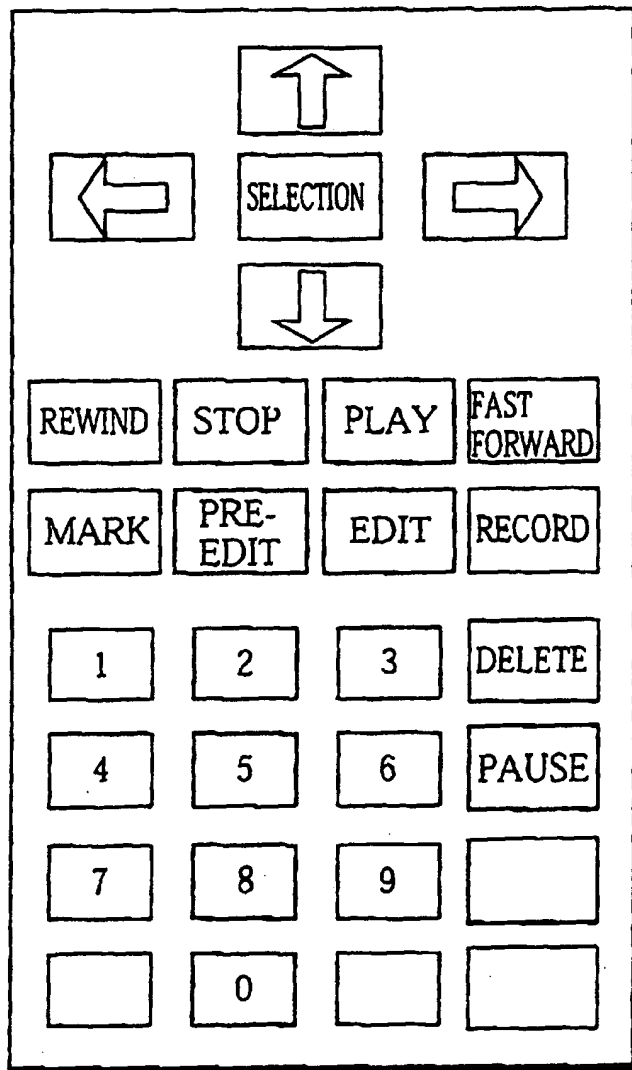 SELECTION
REWIND STOP PLAY FAST FORWARD
MARK PRE-EDIT EDIT RECORD
1 2 3 DELETE
4 5 6 PAUSE
7 8 9
0